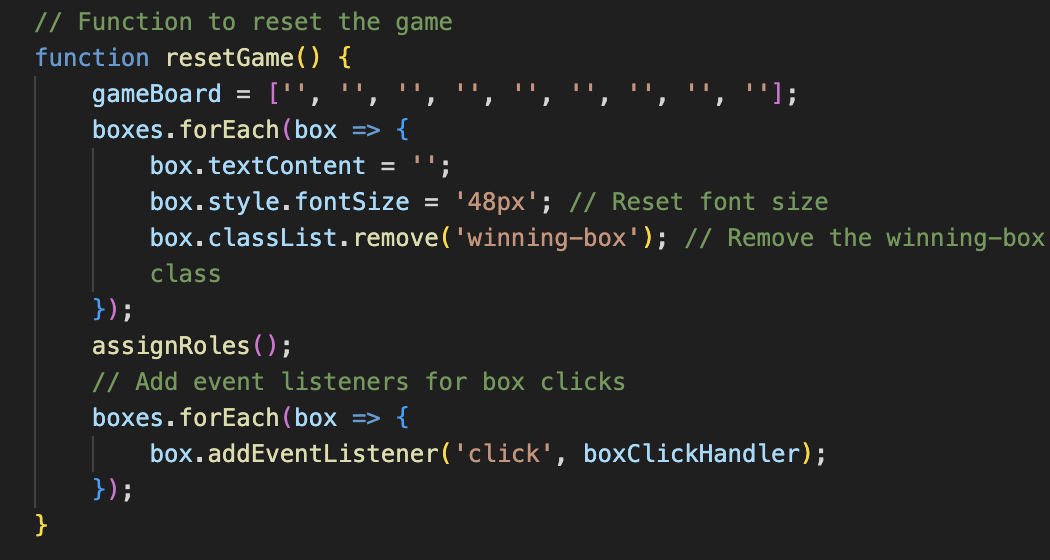 // Function to reset the game
function resetGame() {
    gameBoard = ['', '', '', '', '', '', '', '', ''];
    boxes.forEach(box => {
        box.textContent = '';
        box.style.fontSize = '48px'; // Reset font size
        box.classList.remove('winning-box'); // Remove the winning-box
        class
    });
    assignRoles();
    // Add event listeners for box clicks
    boxes.forEach(box => {
        box.addEventListener('click', boxClickHandler);
    });
}